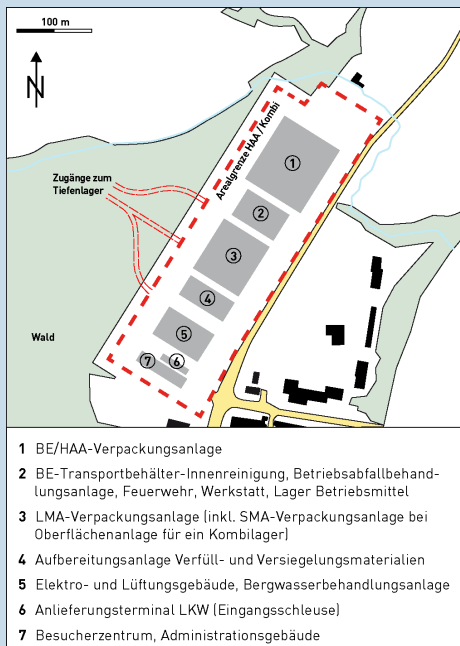 100 m
N
Arealgrenze HAA / Kombi
Zugänge zum
Tiefenlager
Wald
1
2
3
4
5
6
7
1 BE/HAA-Verpackungsanlage
2 BE-Transportbehälter-Innenreinigung, Betriebsabfallbehand-
lungsanlage, Feuerwehr, Werkstatt, Lager Betriebsmittel
3 LMA-Verpackungsanlage (inkl. SMA-Verpackungsanlage bei
Oberflächenanlage für ein Kombilager)
4 Aufbereitungsanlage Verfüll- und Versiegelungsmaterialien
5 Elektro- und Lüftungsgebäude, Bergwasserbehandlungsanlage
6 Anlieferungsterminal LKW (Eingangsschleuse)
7 Besucherzentrum, Administrationsgebäude